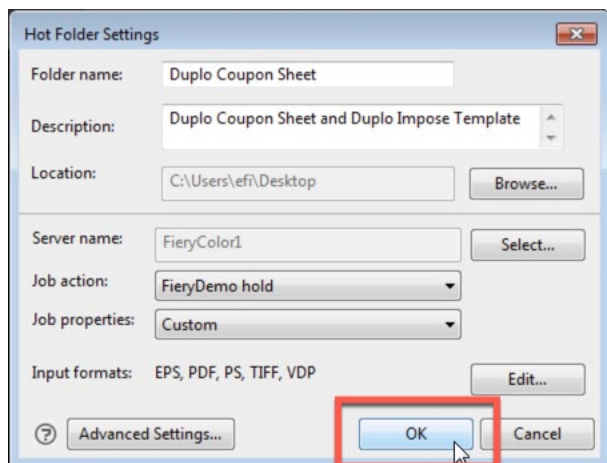 Hot Folder Settings
Folder name: Duplo Coupon Sheet
Description: Duplo Coupon Sheet and Duplo Impose Template
Location: C:\Users\efi\Desktop Browse...
Server name: FieryColor1 Select...
Job action: FieryDemo hold
Job properties: Custom
Input formats: EPS, PDF, PS, TIFF, VDP Edit...
? Advanced Settings... OK Cancel